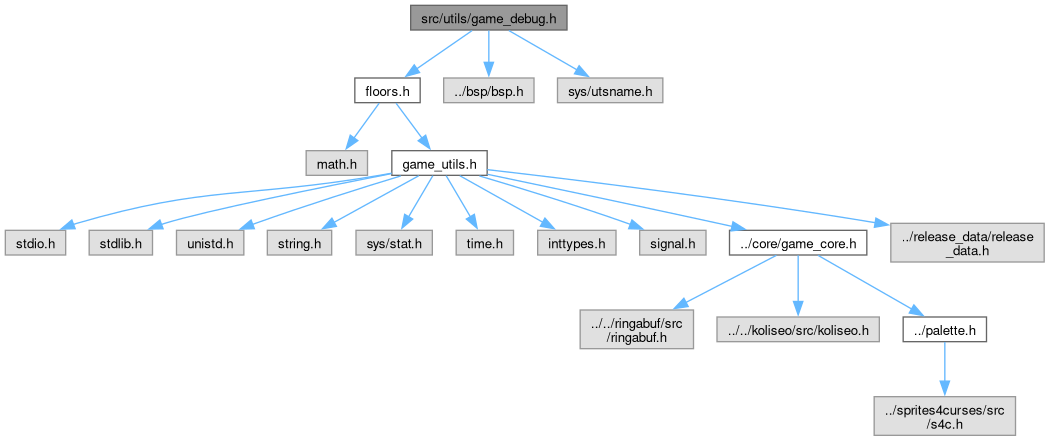 src/utils/game_debug.h
floors.h
../bsp/bsp.h
sys/utsname.h
math.h
game_utils.h
stdio.h
stdlib.h
unistd.h
string.h
sys/stat.h
time.h
inttypes.h
signal.h
../core/game_core.h
../release_data/release
_data.h
../../ringabuf/src
/ringabuf.h
../../koliseo/src/koliseo.h
../palette.h
../sprites4curses/src
/s4c.h